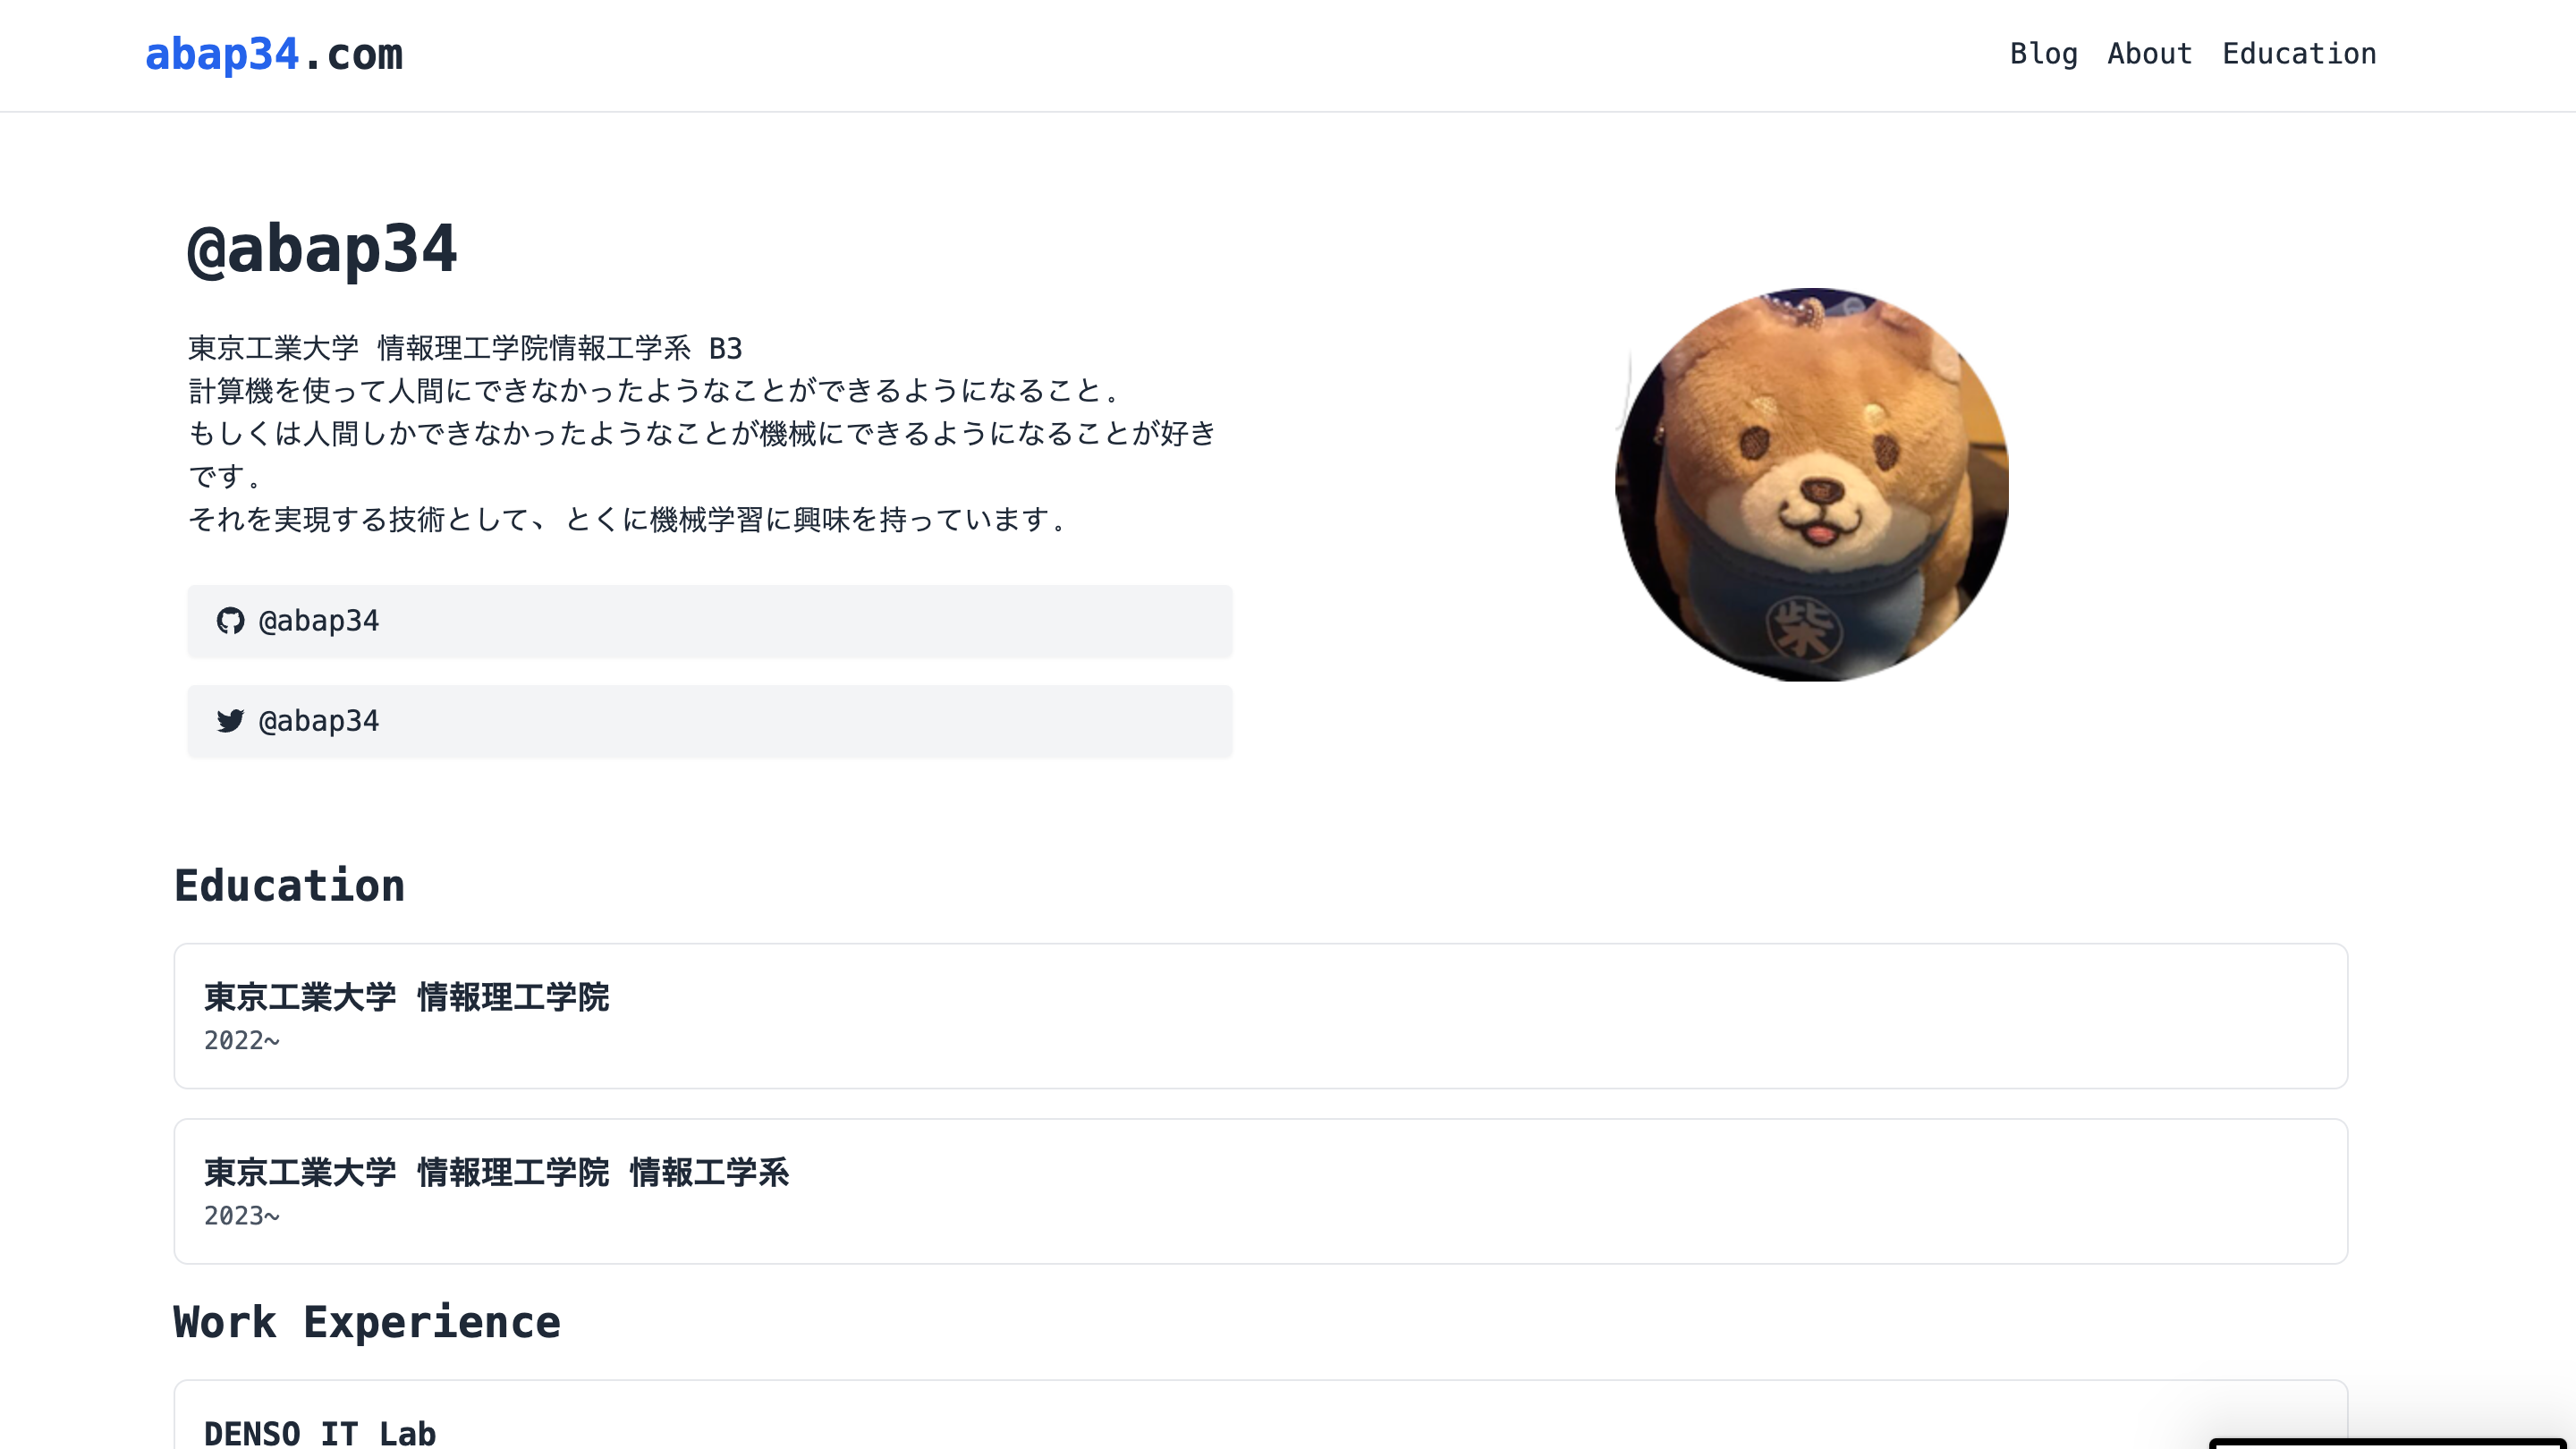 abap34.com
Blog About Education
@abap34
東京工業大学 情報理工学院情報工学系 B3
計算機を使って人間にできなかったようなことができるようになること．
もしくは人間しかできなかったようなことが機械にできるようになることが好き
です．
それを実現する技術として、とくに機械学習に興味を持っています．
@abap34
@abap34
柴
Education
東京工業大学 情報理工学院
2022~
東京工業大学 情報理工学院 情報工学系
2023~
Work Experience
DENSO IT Lab